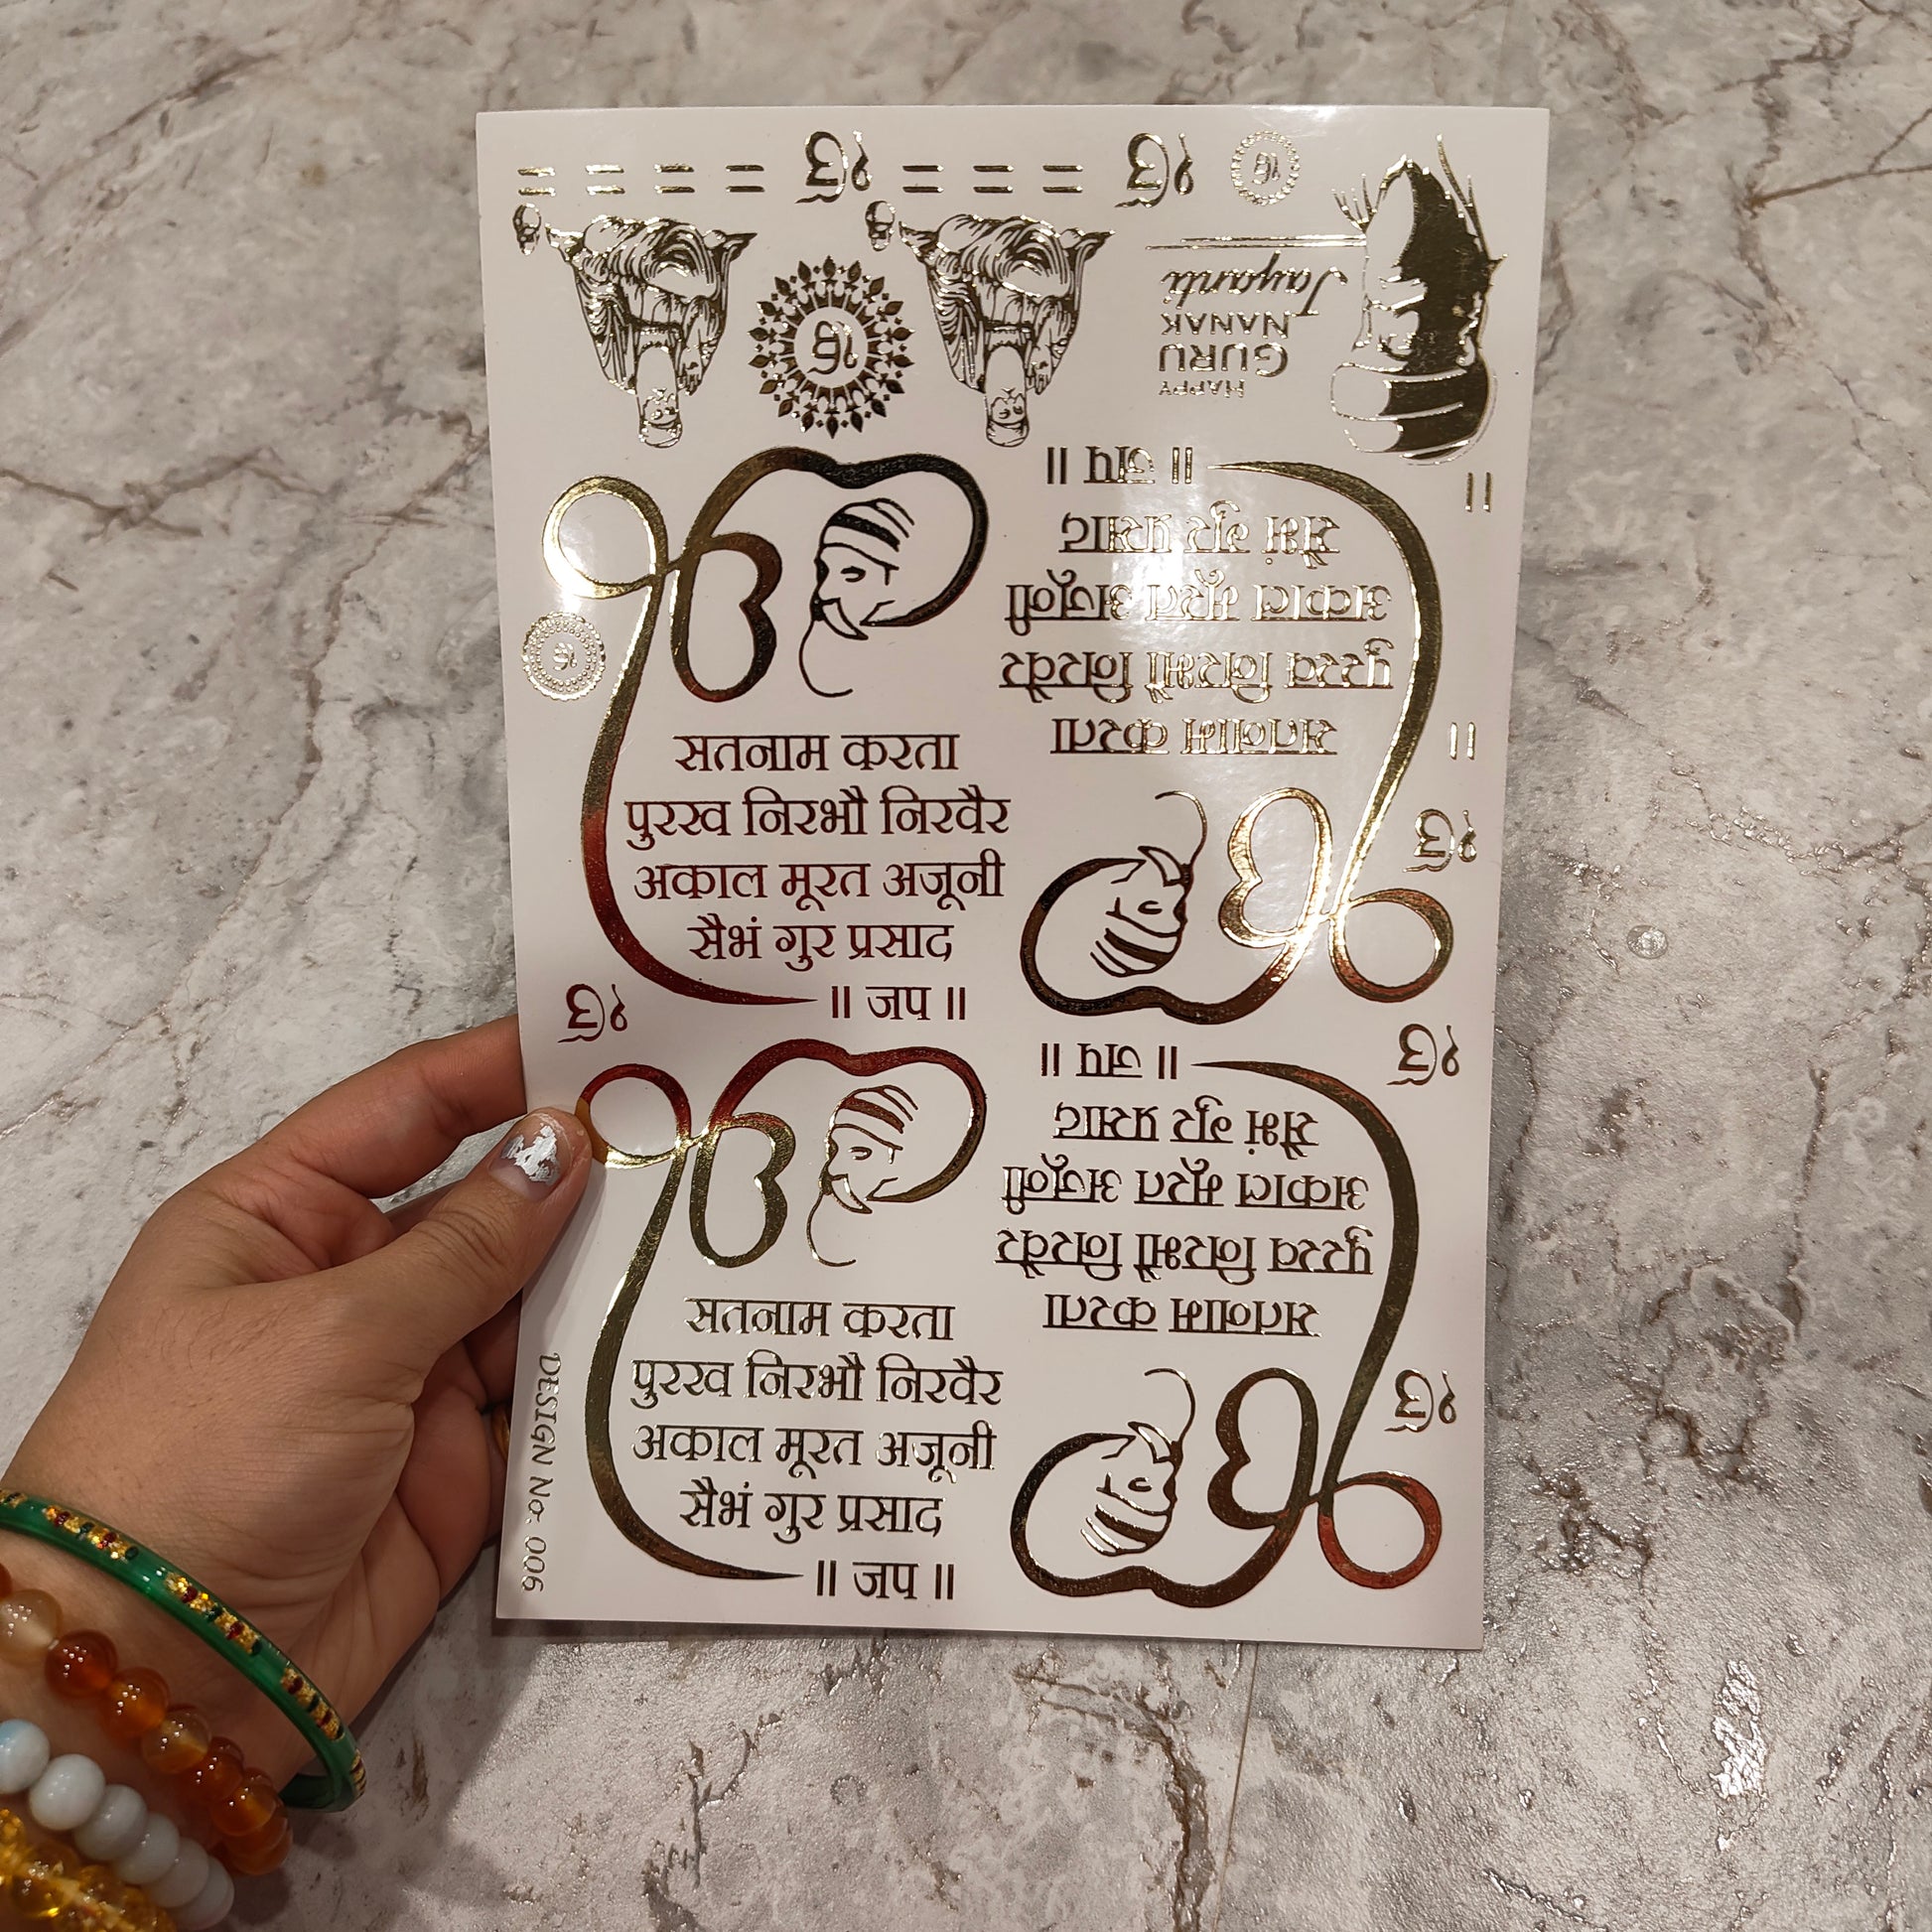 ੴ
ੴ
ੴ
ੴ
ੴ
HAPPY
GURU
NANAK
Jayanti
ੴ
सतनाम करता
पुरख निरभौ निरवैर
अकाल मूरत अजूनी
सैभं गुर प्रसाद
॥ जप ॥
ੴ
ੴ
ੴ
सतनाम करता
पुरख निरभौ निरवैर
अकाल मूरत अजूनी
सैभं गुर प्रसाद
॥ जप ॥
ੴ
ੴ
ੴ
सतनाम करता
पुरख निरभौ निरवैर
अकाल मूरत अजूनी
सैभं गुर प्रसाद
॥ जप ॥
ੴ
ੴ
सतनाम करता
पुरख निरभौ निरवैर
अकाल मूरत अजूनी
सैभं गुर प्रसाद
॥ जप ॥
DESIGN No. 006